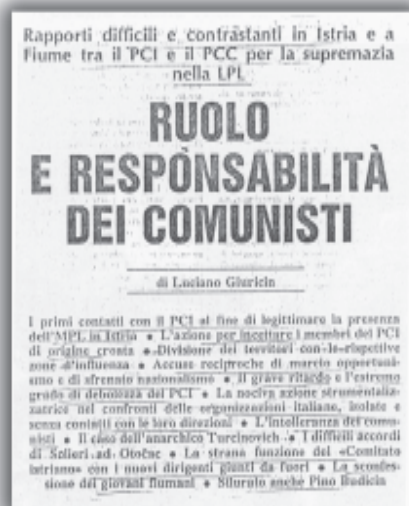 Rapporti difficili e contrastanti in Istria e a
Fiume tra il PCI e il PCC per la supremazia
nella LPL
RUOLO
E RESPONSABILITÀ
DEI COMUNISTI
di Luciano Giuricin
I primi contatti con il PCI al fine di legittimare la presenza
dell'MPL in Istria • L'azione per incettare i membri del PCI
di origine croata • Divisione dei territori con le rispettive
zone d'influenza • Accuse reciproche di marcio opportuni-
smo e di sfrenato nazionalismo • Il grave ritardo e l'estremo
grado di debolezza del PCI • La nociva azione strumentaliz-
zatrice nei confronti delle organizzazioni italiane, isolate e
senza contatti con le loro direzioni • L'intolleranza dei comu-
nisti • Il caso dell'anarchico Turcinovich • I difficili accordi
di Solieri ad Otočac • La strana funzione del «Comitato
istriano» con i nuovi dirigenti giunti da fuori • La sconfes-
sione dei giovani fiumani • Silurato anche Pino Budicin